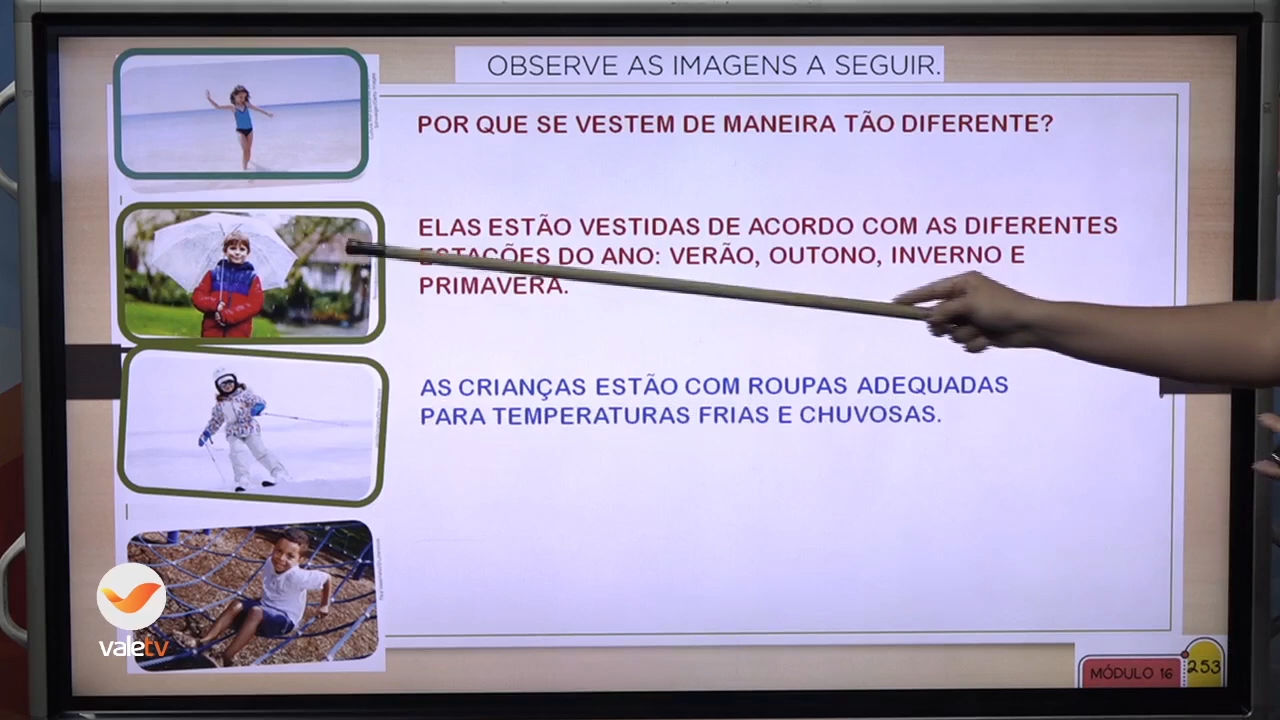 OBSERVE AS IMAGENS A SEGUIR.
POR QUE SE VESTEM DE MANEIRA TÃO DIFERENTE?
ELAS ESTÃO VESTIDAS DE ACORDO COM AS DIFERENTES
ESTAÇÕES DO ANO: VERÃO, OUTONO, INVERNO E
PRIMAVERA.
AS CRIANÇAS ESTÃO COM ROUPAS ADEQUADAS
PARA TEMPERATURAS FRIAS E CHUVOSAS.
valetv
MÓDULO 16
253